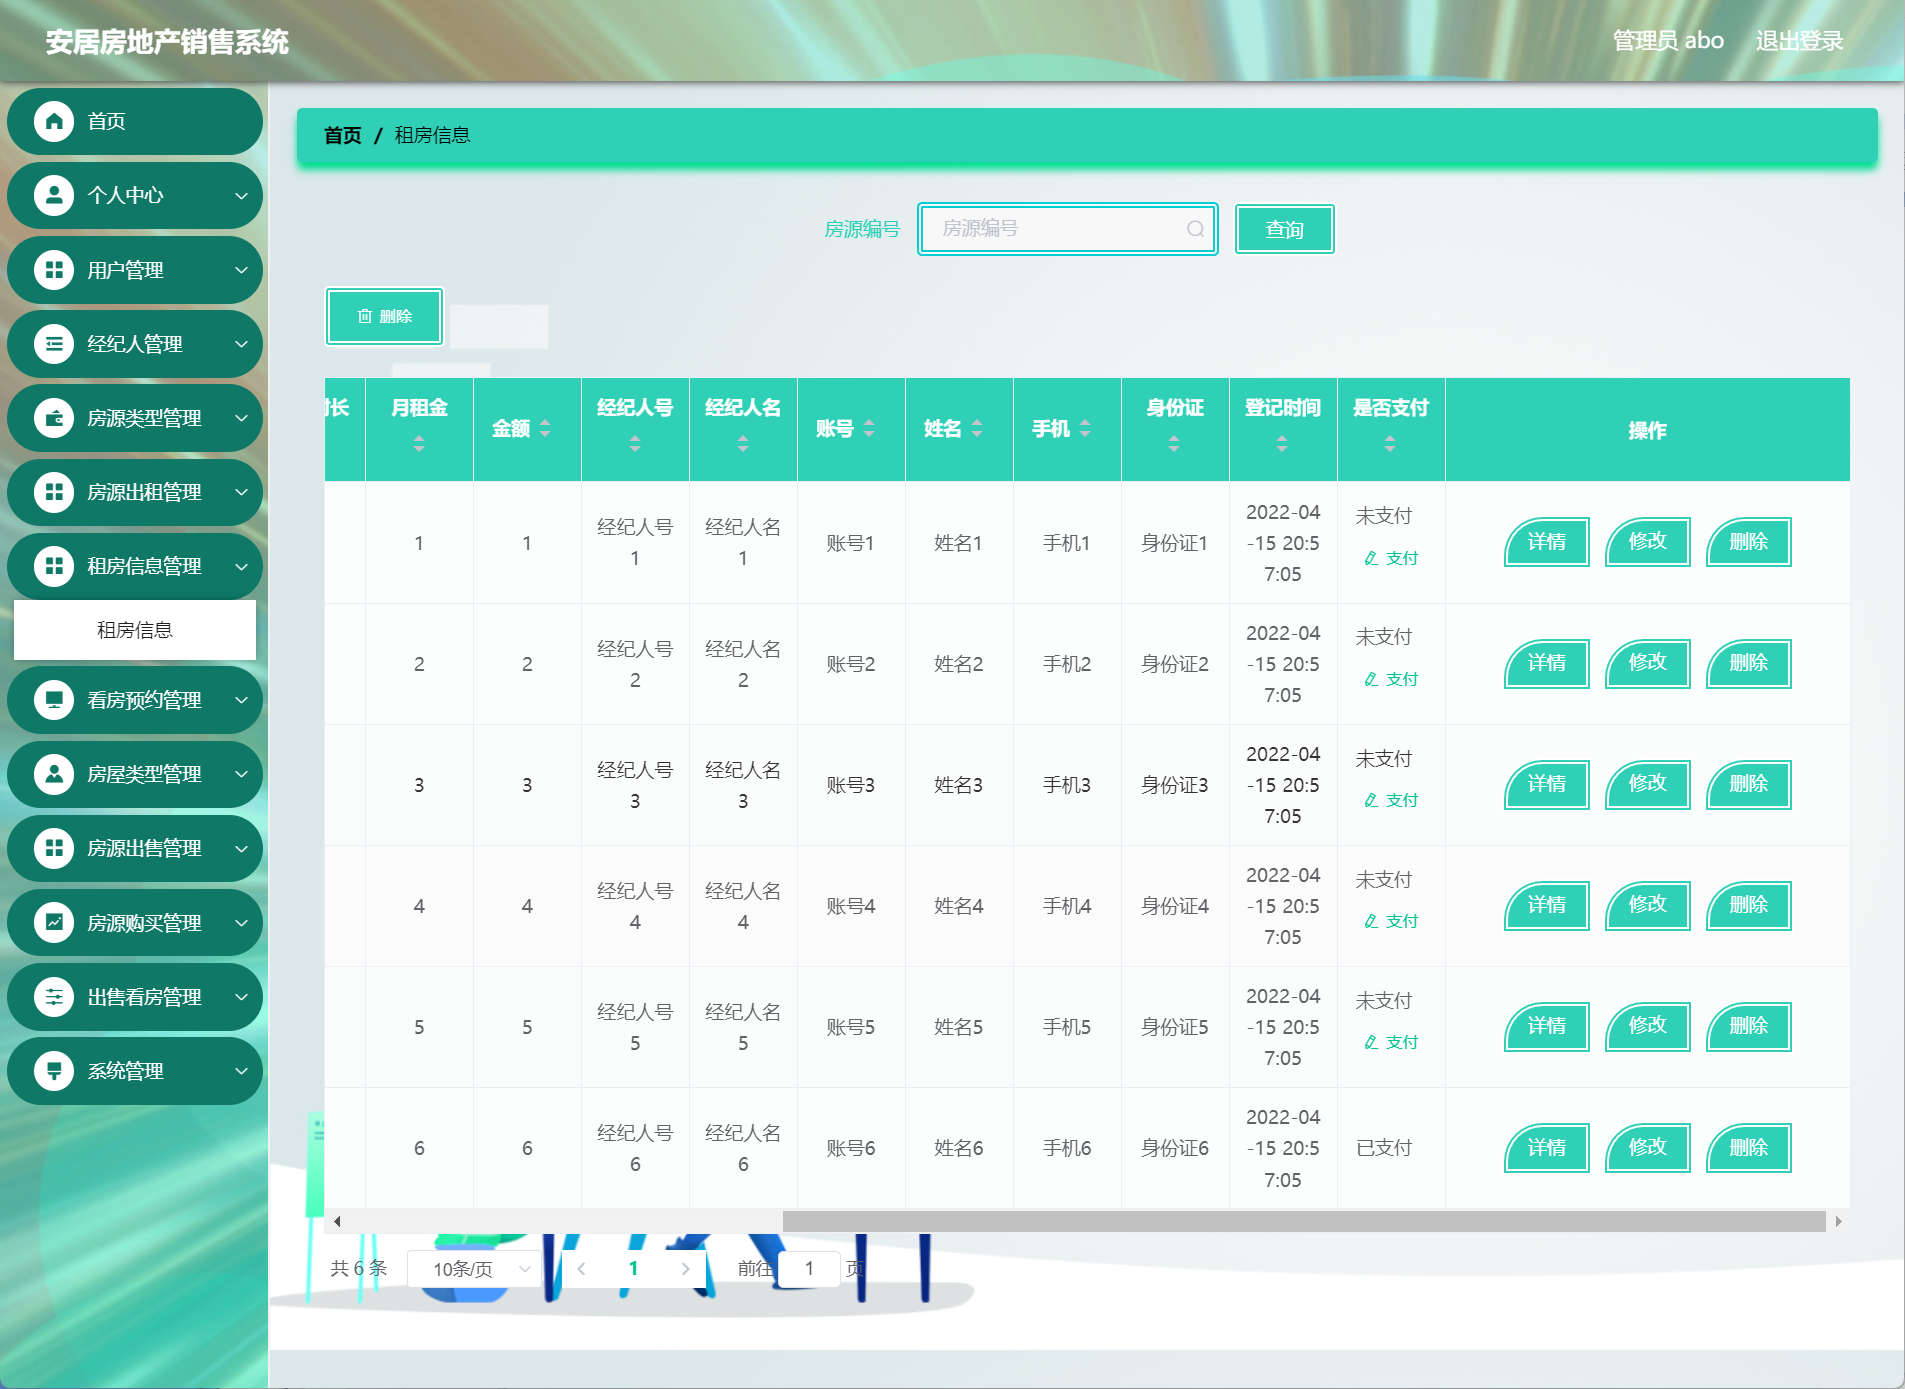 安居房地产销售系统
管理员 abo 退出登录
首页
个人中心
用户管理
经纪人管理
房源类型管理
房源出租管理
租房信息管理
租房信息
看房预约管理
房屋类型管理
房源出售管理
房源购买管理
出售看房管理
系统管理
首页 / 租房信息
房源编号 房源编号 查询
删除
长 月租金 金额 经纪人号 经纪人名 账号 姓名 手机 身份证 登记时间 是否支付 操作
1 1 经纪人号1 经纪人名1 账号1 姓名1 手机1 身份证1 2022-04-15 20:57:05 未支付 支付 详情 修改 删除
2 2 经纪人号2 经纪人名2 账号2 姓名2 手机2 身份证2 2022-04-15 20:57:05 未支付 支付 详情 修改 删除
3 3 经纪人号3 经纪人名3 账号3 姓名3 手机3 身份证3 2022-04-15 20:57:05 未支付 支付 详情 修改 删除
4 4 经纪人号4 经纪人名4 账号4 姓名4 手机4 身份证4 2022-04-15 20:57:05 未支付 支付 详情 修改 删除
5 5 经纪人号5 经纪人名5 账号5 姓名5 手机5 身份证5 2022-04-15 20:57:05 未支付 支付 详情 修改 删除
6 6 经纪人号6 经纪人名6 账号6 姓名6 手机6 身份证6 2022-04-15 20:57:05 已支付 详情 修改 删除
共 6 条 10条/页 1 前往 1 页